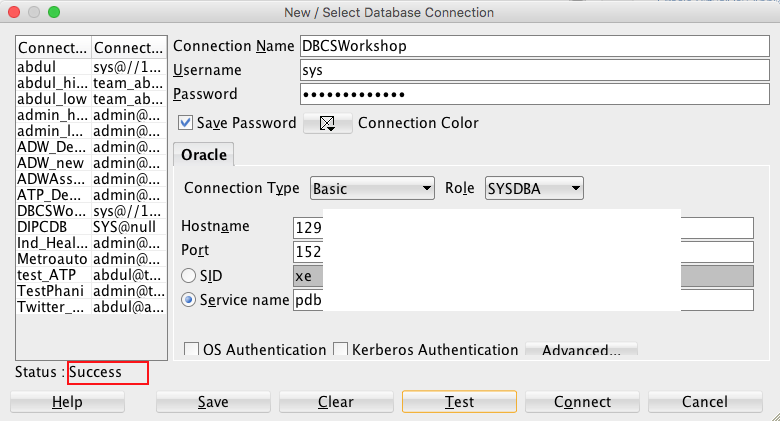 New / Select Database Connection
Connect... Connect...
abdul sys@//1...
abdul_hi... team_ab...
abdul_low team_ab...
admin_h... admin@...
admin_l... admin@...
ADW_De... admin@...
ADW_new admin@...
ADWAss... admin@...
ATP_De... admin@...
DBCSWo... sys@//1...
DIPCDB SYS@null
Ind_Heal... admin@...
Metroauto admin@...
test_ATP abdul@t...
TestPhani admin@t...
Twitter_... abdul@a...
Connection Name DBCSWorkshop
Username sys
Password •••••••••••••
Save Password Connection Color
Oracle
Connection Type Basic Role SYSDBA
Hostname 129
Port 152
SID xe
Service name pdb
OS Authentication Kerberos Authentication Advanced...
Status : Success
Help Save Clear Test Connect Cancel